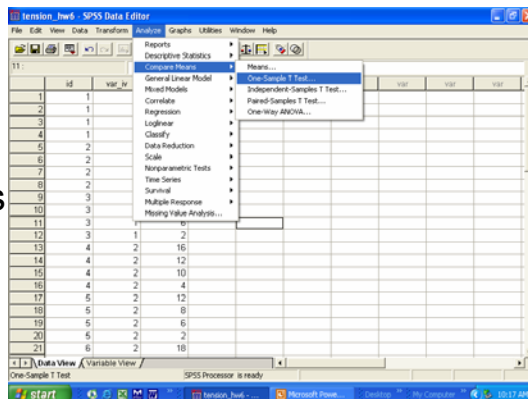 tension_hw6 - SPSS Data Editor
File Edit View Data Transform Analyze Graphs Utilities Window Help
11 :
Reports
Descriptive Statistics
Compare Means
General Linear Model
Mixed Models
Correlate
Regression
Loglinear
Classify
Data Reduction
Scale
Nonparametric Tests
Time Series
Survival
Multiple Response
Missing Value Analysis...
Means...
One-Sample T Test...
Independent-Samples T Test...
Paired-Samples T Test...
One-Way ANOVA...
id var_iv var var var
1 1
2 1
3 1
4 1
5 2
6 2
7 2
8 2
9 3
10 3
11 3 1 6
12 3 1 2
13 4 2 16
14 4 2 12
15 4 2 10
16 4 2 4
17 5 2 12
18 5 2 8
19 5 2 6
20 5 2 2
21 6 2 18
s
Data View Variable View
One-Sample T Test SPSS Processor is ready
start tension_hw6 - ... Microsoft Powe... Desktop » My Computer » 10:17 AM